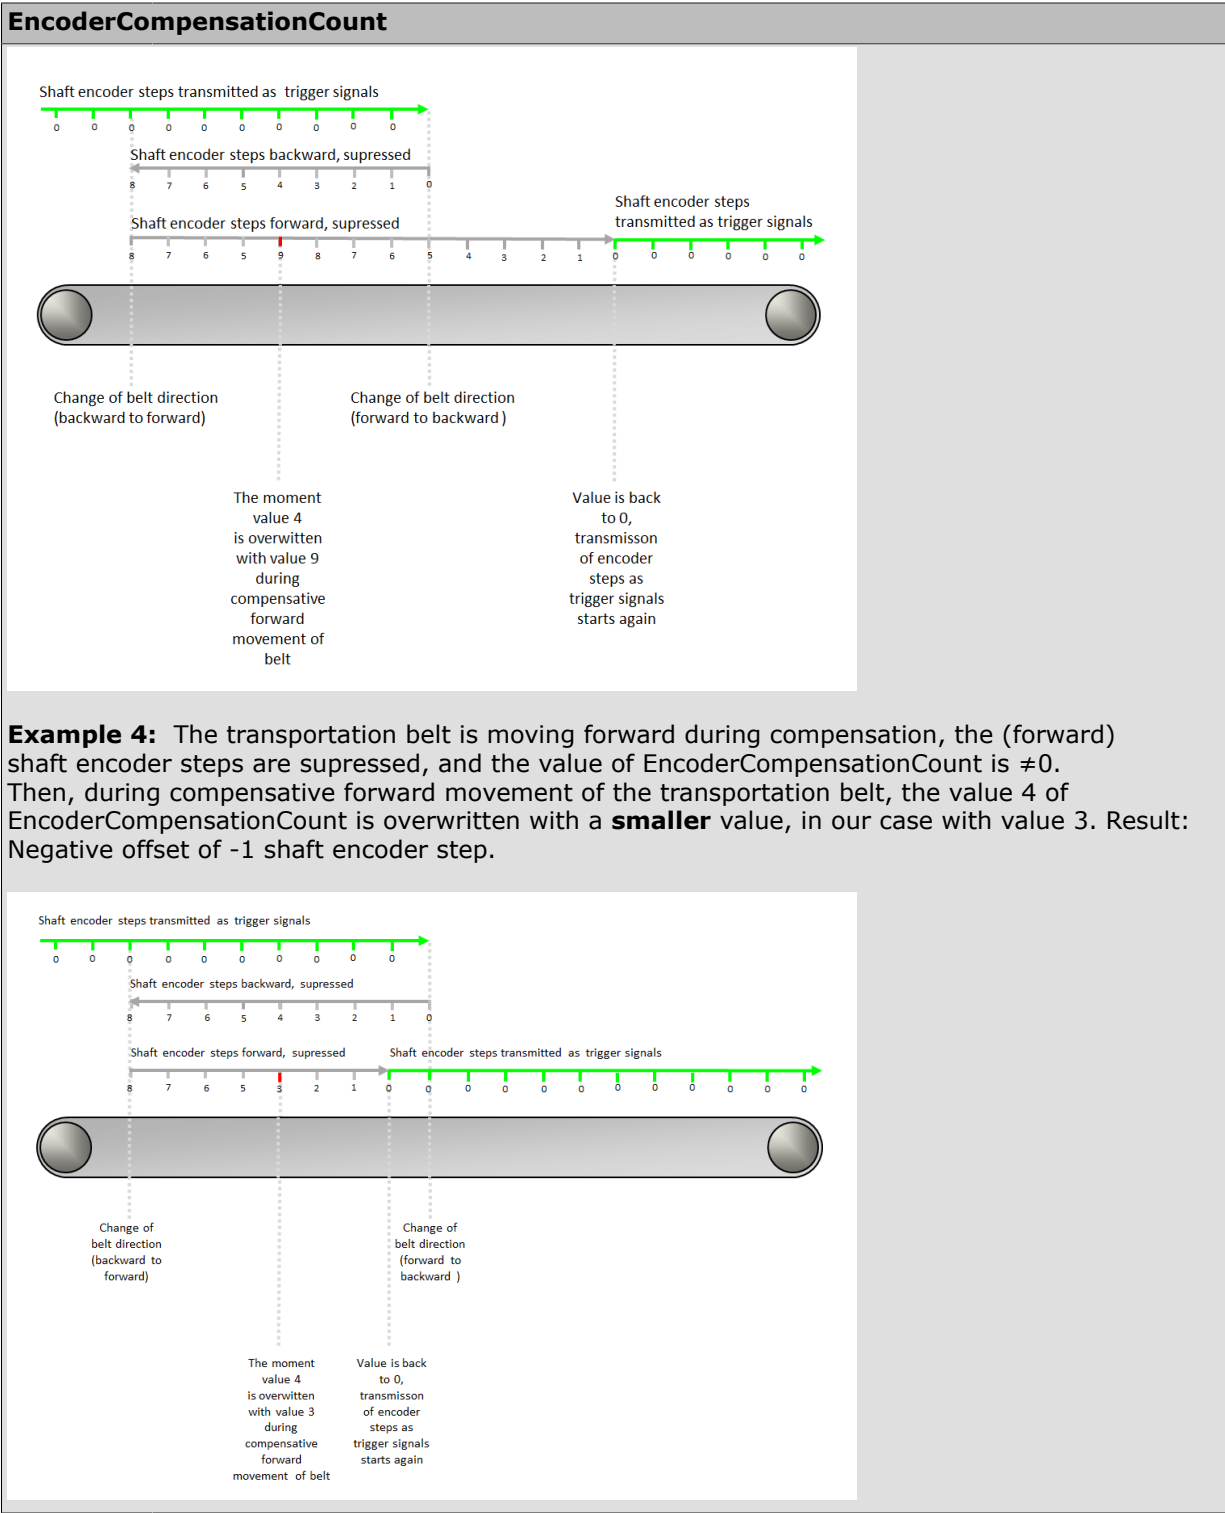 EncoderCompensationCount
Shaft encoder steps transmitted as trigger signals
0 0 0 0 0 0 0 0 0 0
Shaft encoder steps backward, supressed
8 7 6 5 4 3 2 1 0
Shaft encoder steps
transmitted as trigger signals
Shaft encoder steps forward, supressed
8 7 6 5 9 8 7 6 5 4 3 2 1 0 0 0 0 0 0
Change of belt direction
(backward to forward)
Change of belt direction
(forward to backward )
The moment
value 4
is overwitten
with value 9
during
compensative
forward
movement of
belt
Value is back
to 0,
transmisson
of encoder
steps as
trigger signals
starts again
Example 4: The transportation belt is moving forward during compensation, the (forward)
shaft encoder steps are supressed, and the value of EncoderCompensationCount is ≠0.
Then, during compensative forward movement of the transportation belt, the value 4 of
EncoderCompensationCount is overwritten with a smaller value, in our case with value 3. Result:
Negative offset of -1 shaft encoder step.
Shaft encoder steps transmitted as trigger signals
0 0 0 0 0 0 0 0 0 0
Shaft encoder steps backward, supressed
8 7 6 5 4 3 2 1 0
Shaft encoder steps forward, supressed
Shaft encoder steps transmitted as trigger signals
8 7 6 5 3 2 1 0 0 0 0 0 0 0 0 0 0 0 0
Change of
belt direction
(backward to
forward)
Change of
belt direction
(forward to
backward )
The moment
value 4
is overwitten
with value 3
during
compensative
forward
movement of belt
Value is back
to 0,
transmisson
of encoder
steps as
trigger signals
starts again